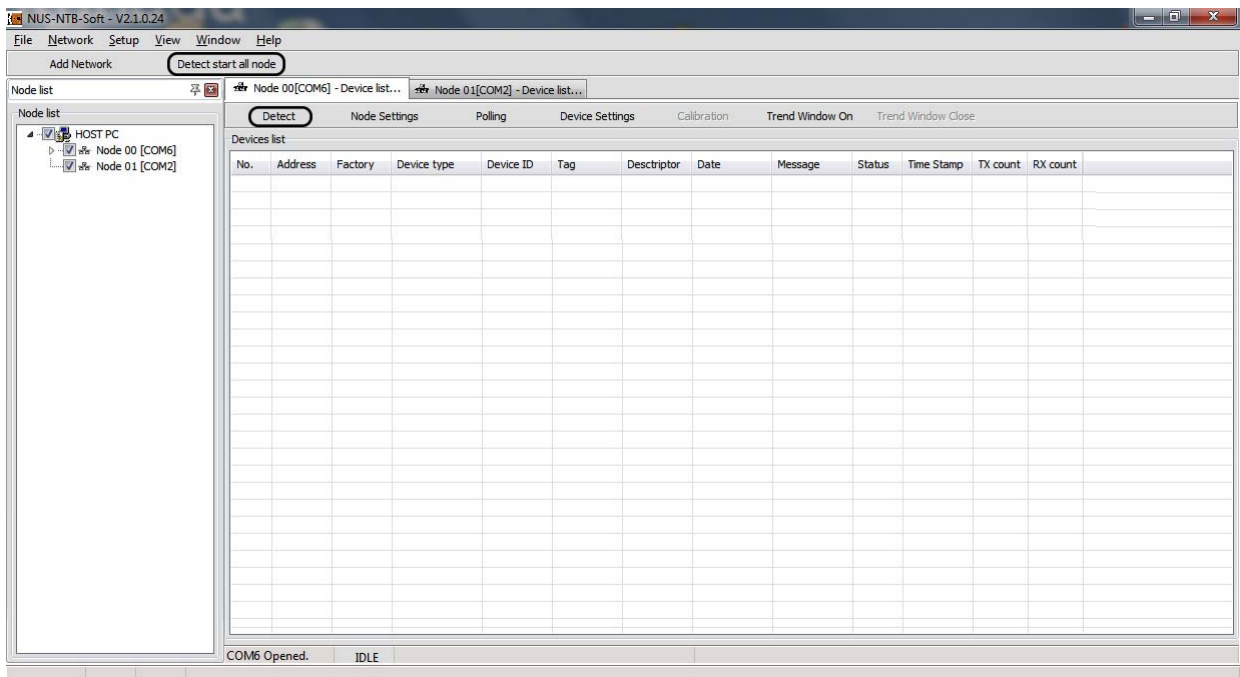 NUS-NTB-Soft - V2.1.0.24
File Network Setup View Window Help
Add Network Detect start all node
Node list
Node 00[COM6] - Device list... Node 01[COM2] - Device list...
Node list
HOST PC
Node 00 [COM6]
Node 01 [COM2]
Detect Node Settings Polling Device Settings Calibration Trend Window On Trend Window Close
Devices list
No. Address Factory Device type Device ID Tag Desctriptor Date Message Status Time Stamp TX count RX count
COM6 Opened. IDLE